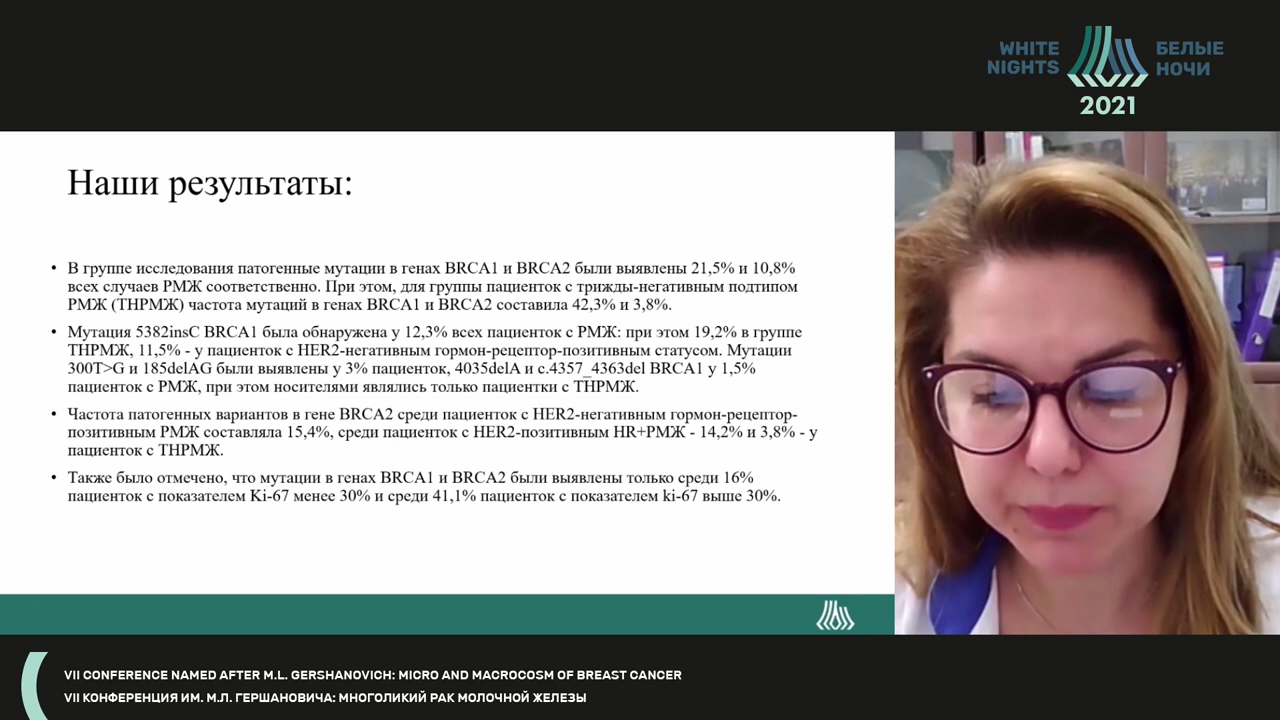 WHITE
NIGHTS
БЕЛЫЕ
НОЧИ
2021
Наши результаты:
• В группе исследования патогенные мутации в генах BRCA1 и BRCA2 были выявлены 21,5% и 10,8%
всех случаев РМЖ соответственно. При этом, для группы пациенток с трижды-негативным подтипом
РМЖ (ТНРМЖ) частота мутаций в генах BRCA1 и BRCA2 составила 42,3% и 3,8%.
• Мутация 5382insC BRCA1 была обнаружена у 12,3% всех пациенток с РМЖ: при этом 19,2% в группе
ТНРМЖ, 11,5% - у пациенток с HER2-негативным гормон-рецептор-позитивным статусом. Мутации
300T>G и 185delAG были выявлены у 3% пациенток, 4035delA и c.4357_4363del BRCA1 у 1,5%
пациенток с РМЖ, при этом носителями являлись только пациентки с ТНРМЖ.
• Частота патогенных вариантов в гене BRCA2 среди пациенток с HER2-негативным гормон-рецептор-
позитивным РМЖ составляла 15,4%, среди пациенток с HER2-позитивным HR+РМЖ - 14,2% и 3,8% - у
пациенток с ТНРМЖ.
• Также было отмечено, что мутации в генах BRCA1 и BRCA2 были выявлены только среди 16%
пациенток с показателем Ki-67 менее 30% и среди 41,1% пациенток с показателем ki-67 выше 30%.
VII CONFERENCE NAMED AFTER M.L. GERSHANOVICH: MICRO AND MACROCOSM OF BREAST CANCER
VII КОНФЕРЕНЦИЯ ИМ. М.Л. ГЕРШАНОВИЧА: МНОГОЛИКИЙ РАК МОЛОЧНОЙ ЖЕЛЕЗЫ